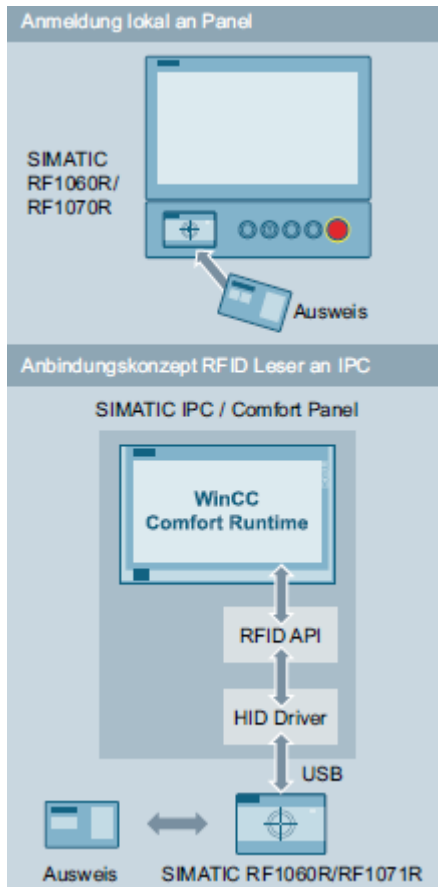 Anmeldung lokal an Panel
SIMATIC
RF1060R/
RF1070R
Ausweis
Anbindungskonzept RFID Leser an IPC
SIMATIC IPC / Comfort Panel
WinCC
Comfort Runtime
RFID API
HID Driver
USB
Ausweis
SIMATIC RF1060R/RF1071R